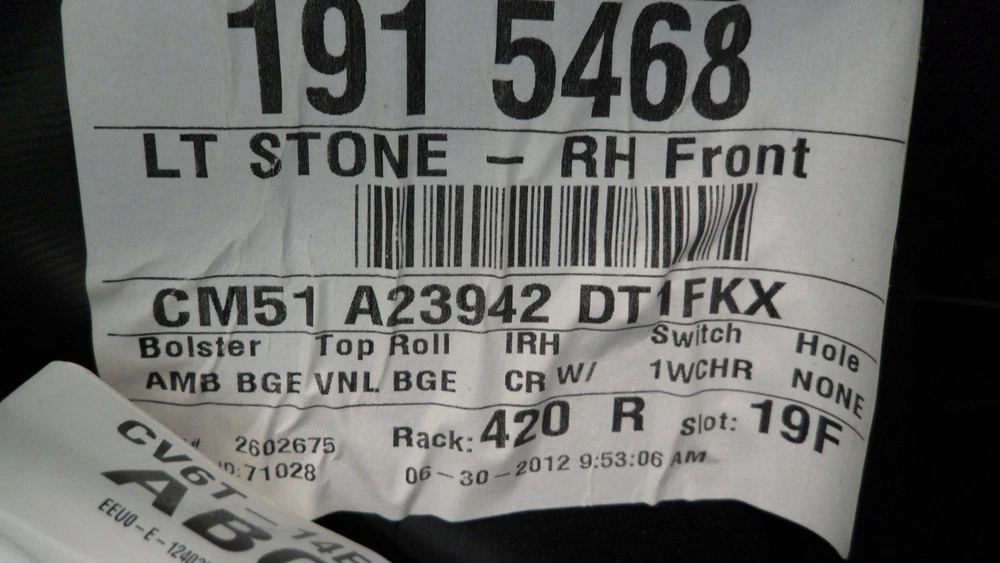 191 5468
LT STONE - RH Front
CM51 A23942 DT1FKX
Bolster Top Roll IRH Switch Hole
AMB BGE VNL BGE CR W/ 1WCHR NONE
# 2602675 Rack: 420 R Slot: 19F
:71028 06-30-2012 9:53:06 AM
CV6T-14
ABC
EEU0-E-1240